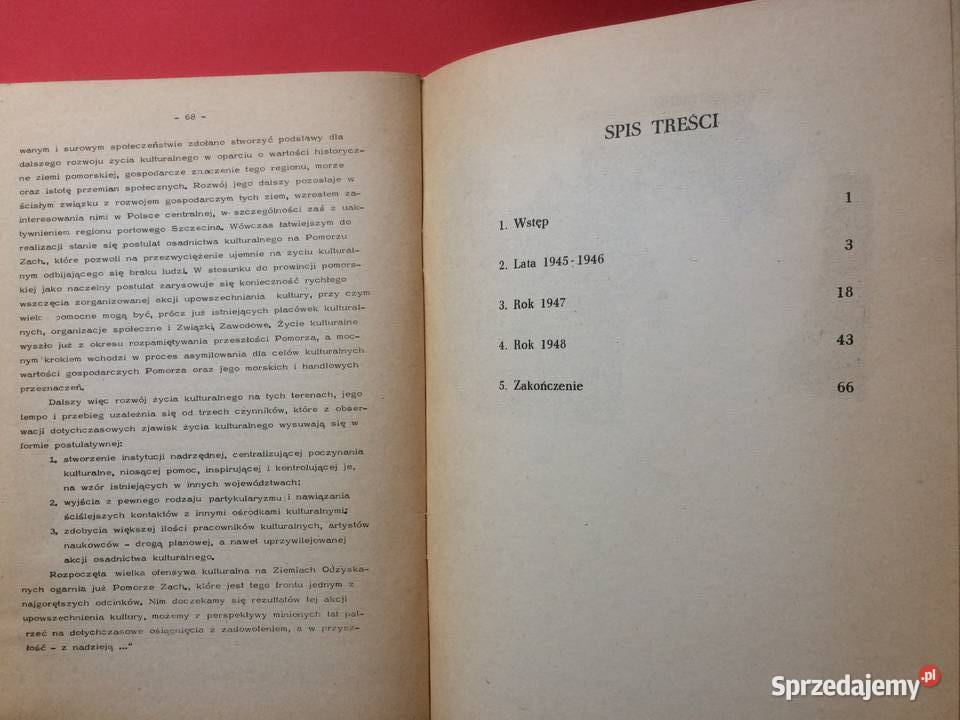 - 68 -
wanym i surowym społeczeństwie zdołano stworzyć podstawy dla
dalszego rozwoju życia kulturalnego w oparciu o wartości historycz-
ne ziemi pomorskiej, gospodarcze znaczenie tego regionu, morze
oraz istotę przemian społecznych. Rozwój jego dalszy pozostaje w
ścisłym związku z rozwojem gospodarczym tych ziem, wzrostem za-
interesowania nimi w Polsce centralnej, w szczególności zaś z uak-
tywnieniem regionu portowego Szczecina. Wówczas łatwiejszym do
realizacji stanie się postulat osadnictwa kulturalnego na Pomorzu
Zach., które pozwoli na przezwyciężenie ujemnie na życiu kultural-
nym odbijającego się braku ludzi. W stosunku do prowincji pomors-
kiej jako naczelny postulat zarysowuje się konieczność rychłego
wszczęcia zorganizowanej akcji upowszechniania kultury, przy czym
wielc pomocne mogą być, prócz już istniejących placówek kultural-
nych, organizacje społeczne i Związki Zawodowe. Życie kulturalne
wyszło już z okresu rozpamiętywania przeszłości Pomorza, a moc-
nym krokiem wchodzi w proces asymilowania dla celów kulturalnych
wartości gospodarczych Pomorza oraz jego morskich i handlowych
przeznaczeń.
Dalszy więc rozwój życia kulturalnego na tych terenach, jego
tempo i przebieg uzależnia się od trzech czynników, które z obser-
wacji dotychczasowych zjawisk życia kulturalnego wysuwają się w
formie postulatywnej:
1. stworzenie instytucji nadrzędnej, centralizującej poczynania
kulturalne, niosącej pomoc, inspirującej i kontrolującej je,
na wzór istniejących w innych województwach;
2. wyjścia z pewnego rodzaju partykularyzmu i nawiązania
ściślejszych kontaktów z innymi ośrodkami kulturalnymi;
3. zdobycia większej ilości pracowników kulturalnych, artystów
naukowców - drogą planowej, a nawet uprzywilejowanej
akcji osadnictwa kulturalnego.
Rozpoczęta wielka ofensywa kulturalna na Ziemiach Odzyska-
nych ogarnia już Pomorze Zach., które jest tego frontu jednym z
najgorętszych odcinków. Nim doczekamy się rezultatów tej akcji
upowszechnienia kultury, możemy z perspektywy minionych lat pat-
rzeć na dotychczasowe osiągnięcia z zadowoleniem, a w przysz-
łość - z nadzieją ..."
SPIS TREŚCI
1. Wstęp 1
2. Lata 1945-1946 3
3. Rok 1947 18
4. Rok 1948 43
5. Zakończenie 66
Sprzedajemy.pl